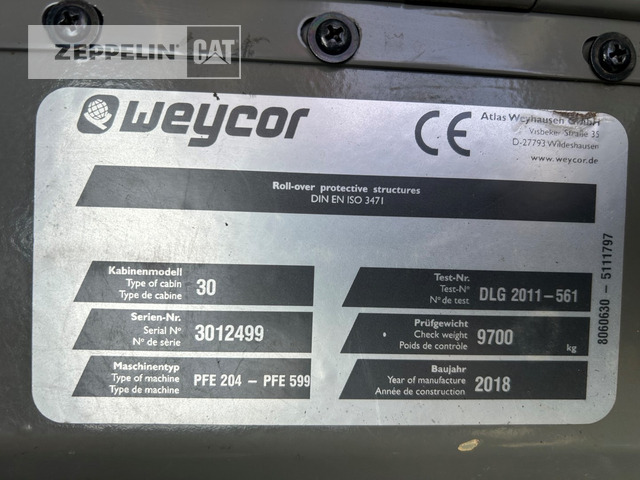 ZEPPELIN CAT
weycor
CE
Atlas Weyhausen GmbH
Visbeker Straße 35
D-27793 Wildeshausen
www.weycor.de
Roll-over protective structures
DIN EN ISO 3471
Kabinenmodell
Type of cabin
Type de cabine
30
Serien-Nr.
Serial N°
N° de série
3012499
Maschinentyp
Type of machine
Type de machine
PFE 204 – PFE 599
Test-Nr.
Test-N°
N° de test
DLG 2011–561
Prüfgewicht
Check weight
Poids de contrôle
9700
kg
Baujahr
Year of manufacture
Année de construction
2018
8060630 – 5111797